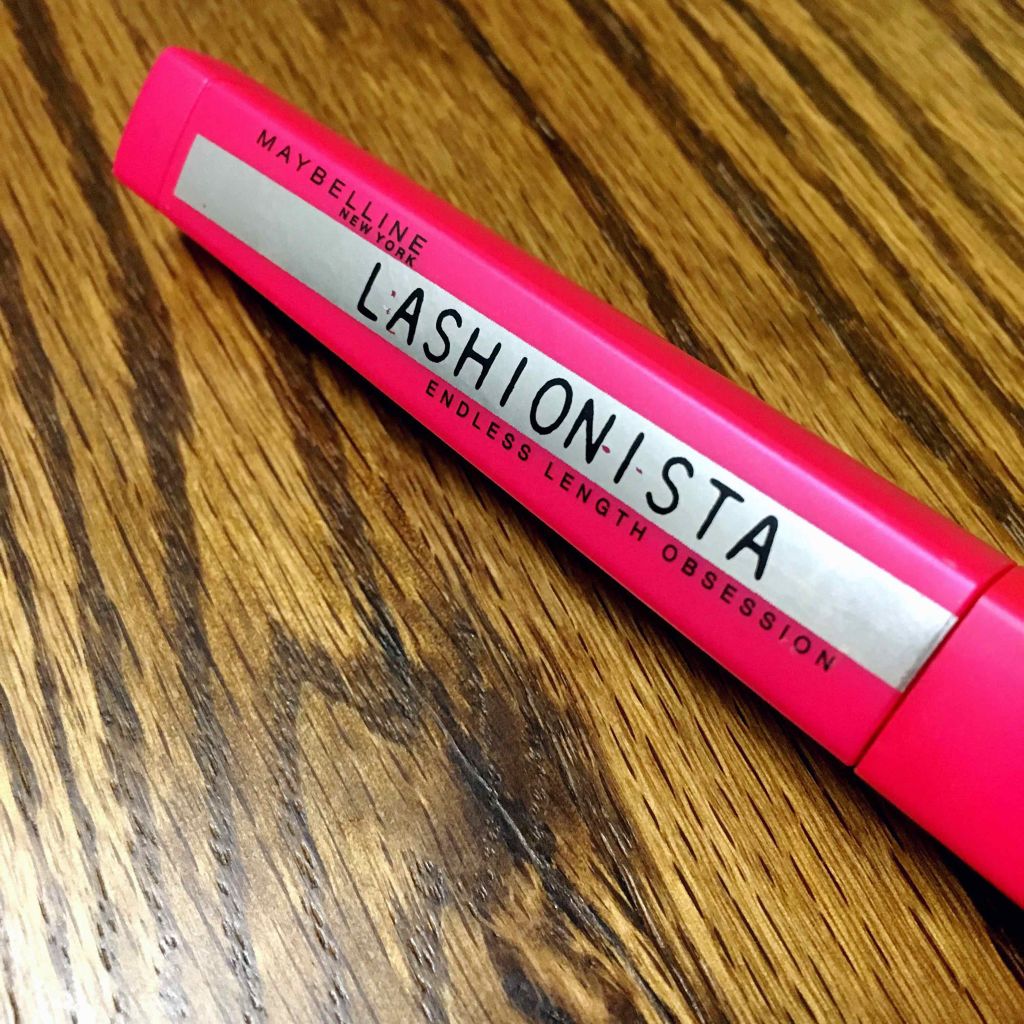 MAYBELLINE
NEW YORK
LASHIONISTA
ENDLESS LENGTH OBSESSION